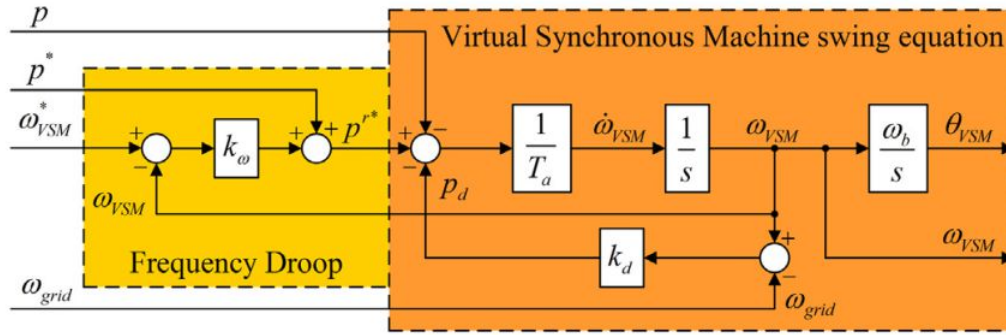 p
Virtual Synchronous Machine swing equation
p*
ω*VSM
+
−
kω
+
+
p^r*
+
−
−
1
Ta
ω̇VSM
1
s
ωVSM
ωb
s
θVSM
ωVSM
pd
+
−
kd
ωVSM
Frequency Droop
ωgrid
ωgrid